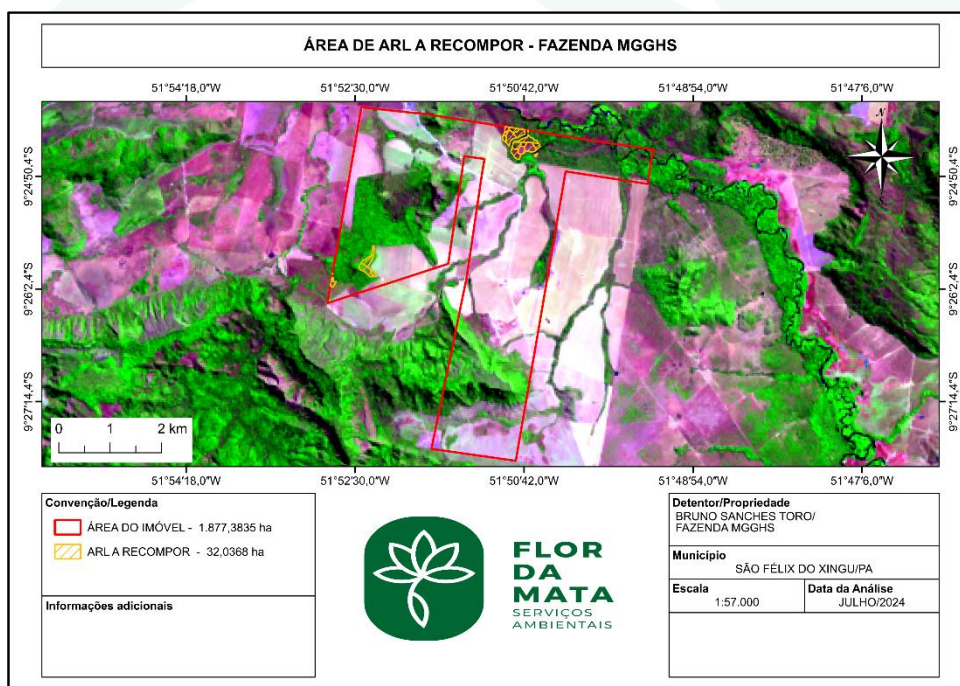 ÁREA DE ARL A RECOMPOR - FAZENDA MGGHS
51°54'18,0"W 51°52'30,0"W 51°50'42,0"W 51°48'54,0"W 51°47'6,0"W
N
9°24'50,4"S 9°24'50,4"S
9°26'2,4"S 9°26'2,4"S
9°27'14,4"S 9°27'14,4"S
0 1 2 km
51°54'18,0"W 51°52'30,0"W 51°50'42,0"W 51°48'54,0"W 51°47'6,0"W
Convenção/Legenda
ÁREA DO IMÓVEL - 1.877,3835 ha
ARL A RECOMPOR - 32,0368 ha
Informações adicionais
FLOR
DA
MATA
SERVIÇOS
AMBIENTAIS
Detentor/Propriedade
BRUNO SANCHES TORO/
FAZENDA MGGHS
Município
SÃO FÉLIX DO XINGU/PA
Escala
1:57.000
Data da Análise
JULHO/2024